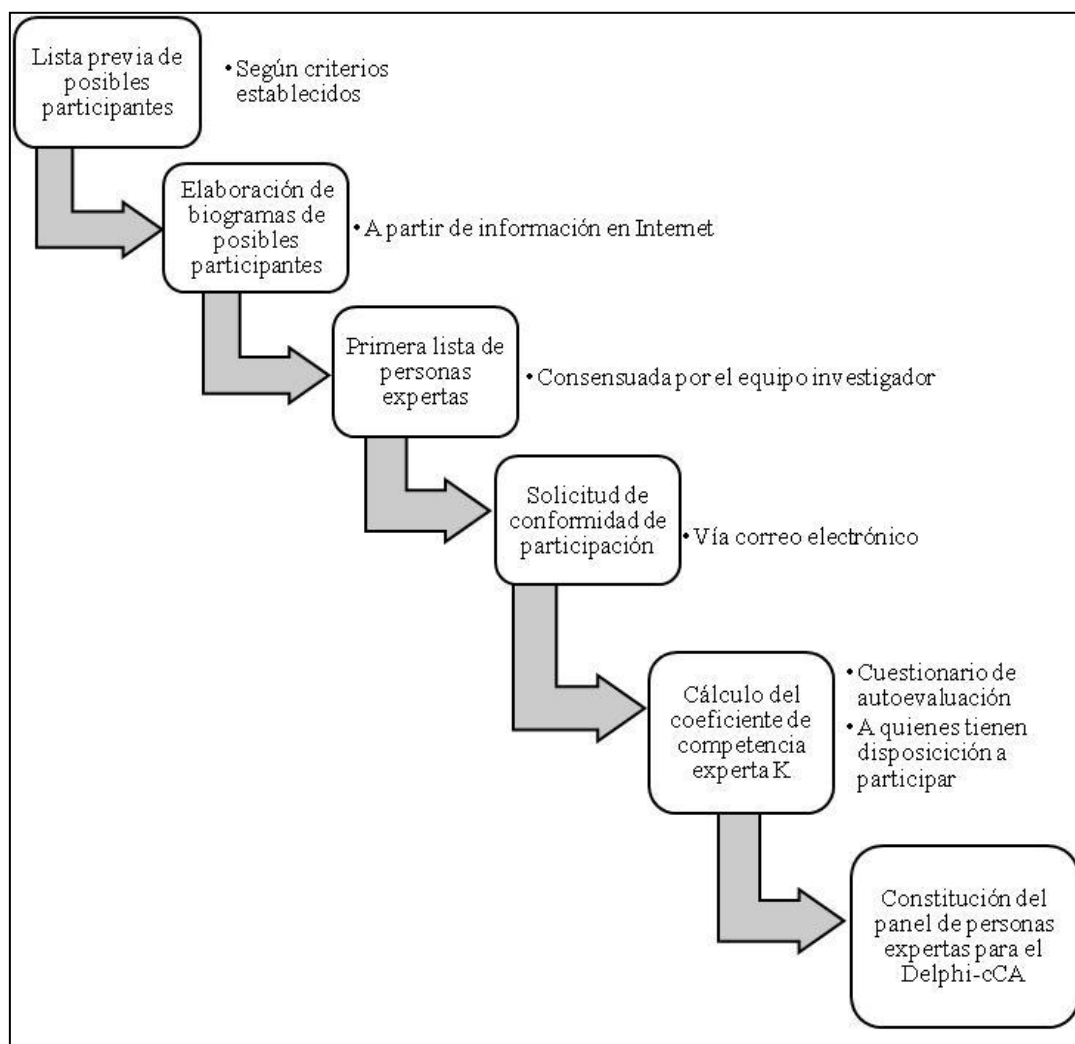 Lista previa de
posibles
participantes
• Según criterios
establecidos
Elaboración de
biogramas de
posibles
participantes
• A partir de información en Internet
Primera lista de
personas
expertas
• Consensuada por el equipo investigador
Solicitud de
conformidad de
participación
• Vía correo electrónico
Cálculo del
coeficiente de
competencia
experta K
• Cuestionario de
autoevaluación
• A quienes tienen
disposicición a
participar
Constitución del
panel de personas
expertas para el
Delphi-cCA